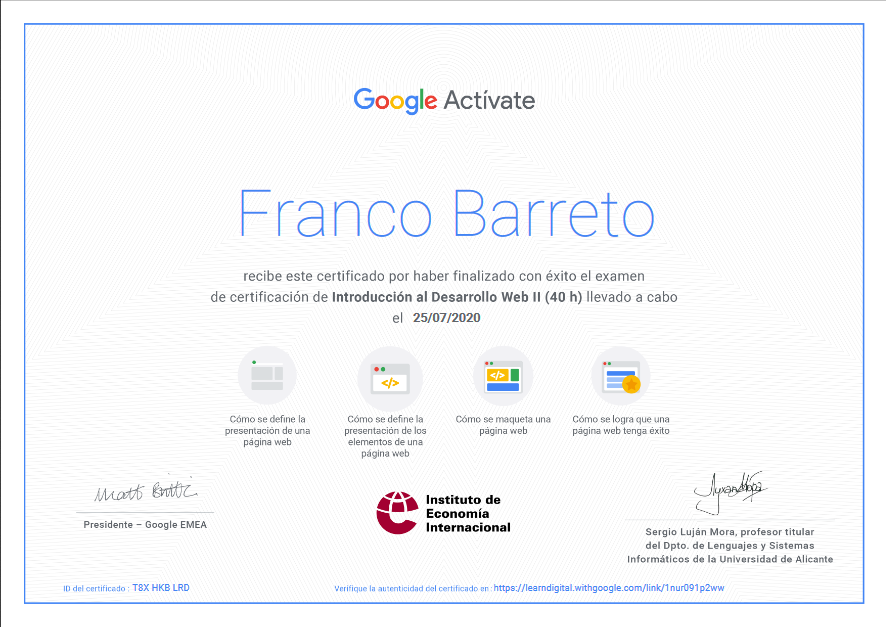 Google Actívate
Franco Barreto
recibe este certificado por haber finalizado con éxito el examen
de certificación de Introducción al Desarrollo Web II (40 h) llevado a cabo
el 25/07/2020
Cómo se define la
presentación de una
página web
Cómo se define la
presentación de los
elementos de una
página web
Cómo se maqueta una
página web
Cómo se logra que una
página web tenga éxito
Presidente – Google EMEA
Instituto de
Economía
Internacional
Sergio Luján Mora, profesor titular
del Dpto. de Lenguajes y Sistemas
Informáticos de la Universidad de Alicante
ID del certificado : T8X HKB LRD
Verifique la autenticidad del certificado en: https://learndigital.withgoogle.com/link/1nur091p2ww